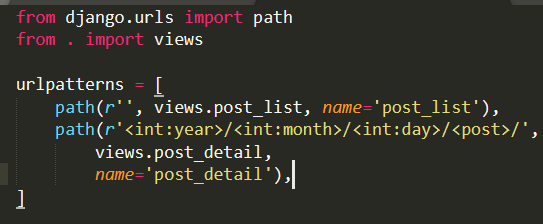 from django.urls import path
from . import views
urlpatterns = [
path(r'', views.post_list, name='post_list'),
path(r'<int:year>/<int:month>/<int:day>/<post>/',
views.post_detail,
name='post_detail'),
]